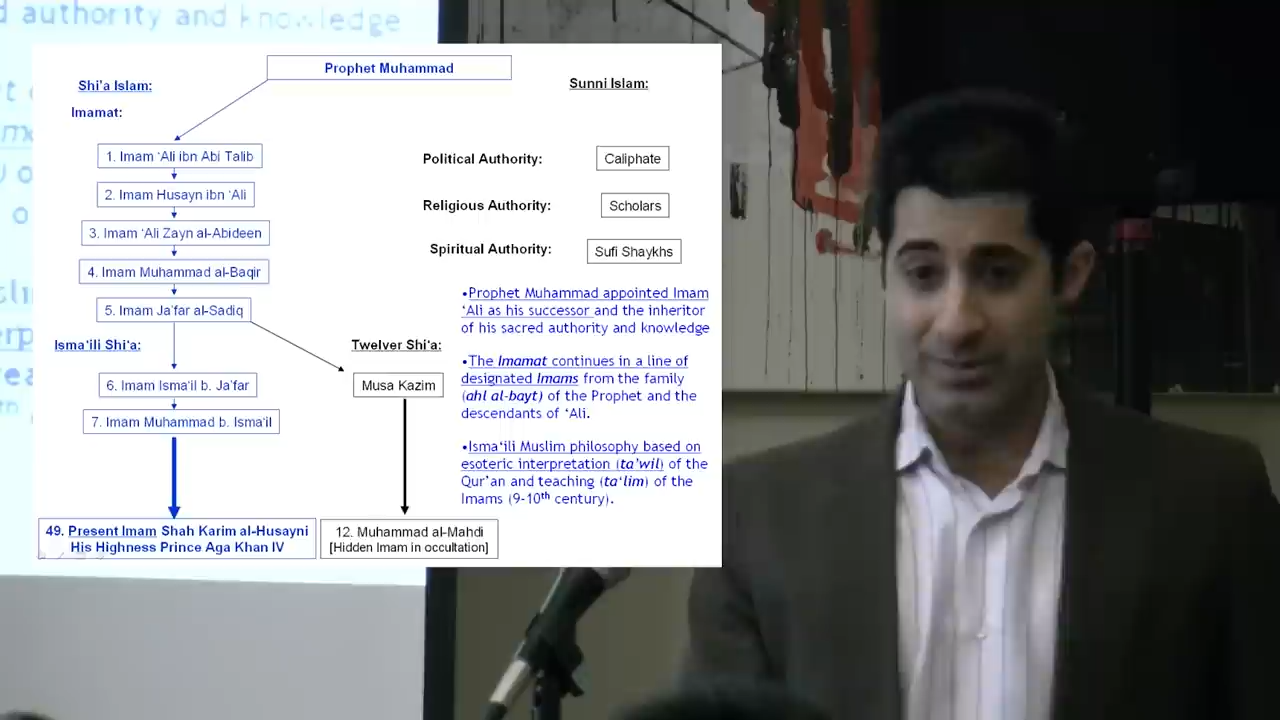 d authority and knowledge
Prophet Muhammad
Shi'a Islam:
Imamat:
1. Imam ‘Ali ibn Abi Talib
2. Imam Husayn ibn ‘Ali
3. Imam ‘Ali Zayn al-Abideen
4. Imam Muhammad al-Baqir
5. Imam Ja’far al-Sadiq
Isma‘ili Shi‘a:
6. Imam Isma’il b. Ja’far
7. Imam Muhammad b. Isma’il
49. Present Imam Shah Karim al-Husayni
His Highness Prince Aga Khan IV
Twelver Shi‘a:
Musa Kazim
12. Muhammad al-Mahdi
[Hidden Imam in occultation]
Sunni Islam:
Political Authority:
Caliphate
Religious Authority:
Scholars
Spiritual Authority:
Sufi Shaykhs
•Prophet Muhammad appointed Imam
‘Ali as his successor and the inheritor
of his sacred authority and knowledge
•The Imamat continues in a line of
designated Imams from the family
(ahl al-bayt) of the Prophet and the
descendants of ‘Ali.
•Isma‘ili Muslim philosophy based on
esoteric interpretation (ta’wil) of the
Qur’an and teaching (ta‘lim) of the
Imams (9-10th century).